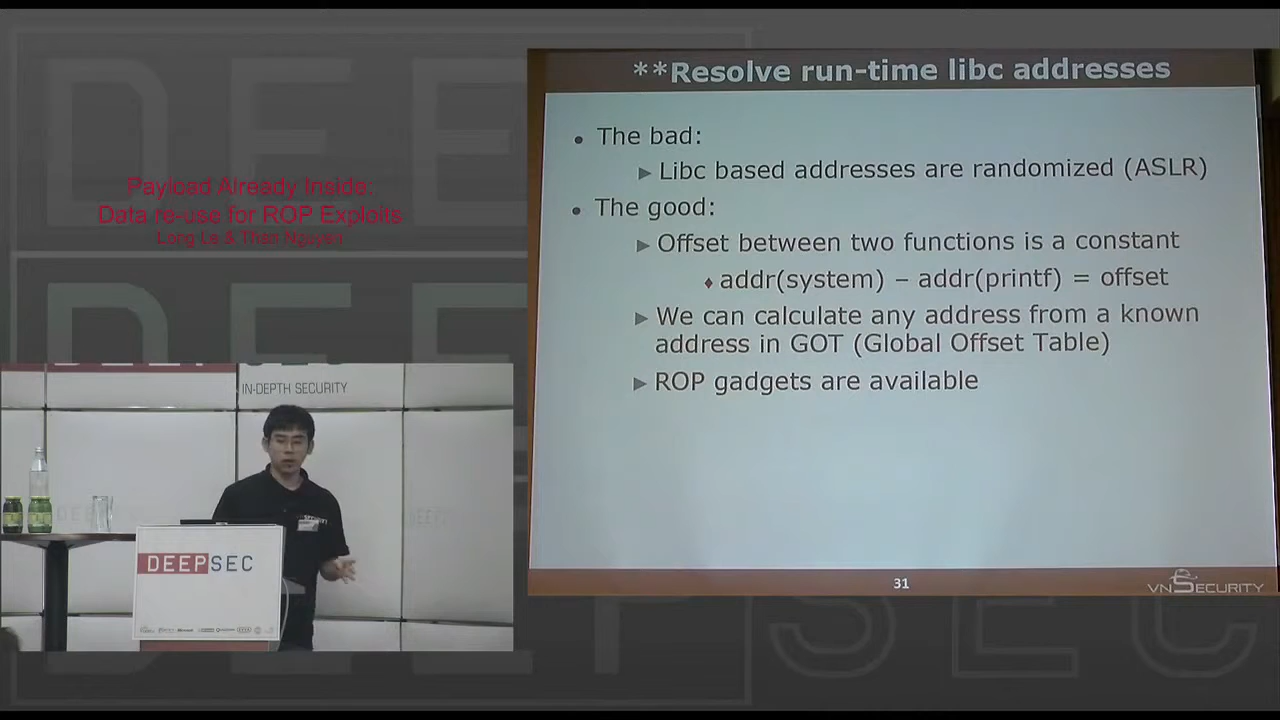 Payload Already Inside:
Data re-use for ROP Exploits
Long Le & Thân Nguyen
IN-DEPTH SECURITY
DEEPSEC
**Resolve run-time libc addresses
• The bad:
Libc based addresses are randomized (ASLR)
• The good:
Offset between two functions is a constant
addr(system) – addr(printf) = offset
We can calculate any address from a known
address in GOT (Global Offset Table)
ROP gadgets are available
31
VNSECURITY